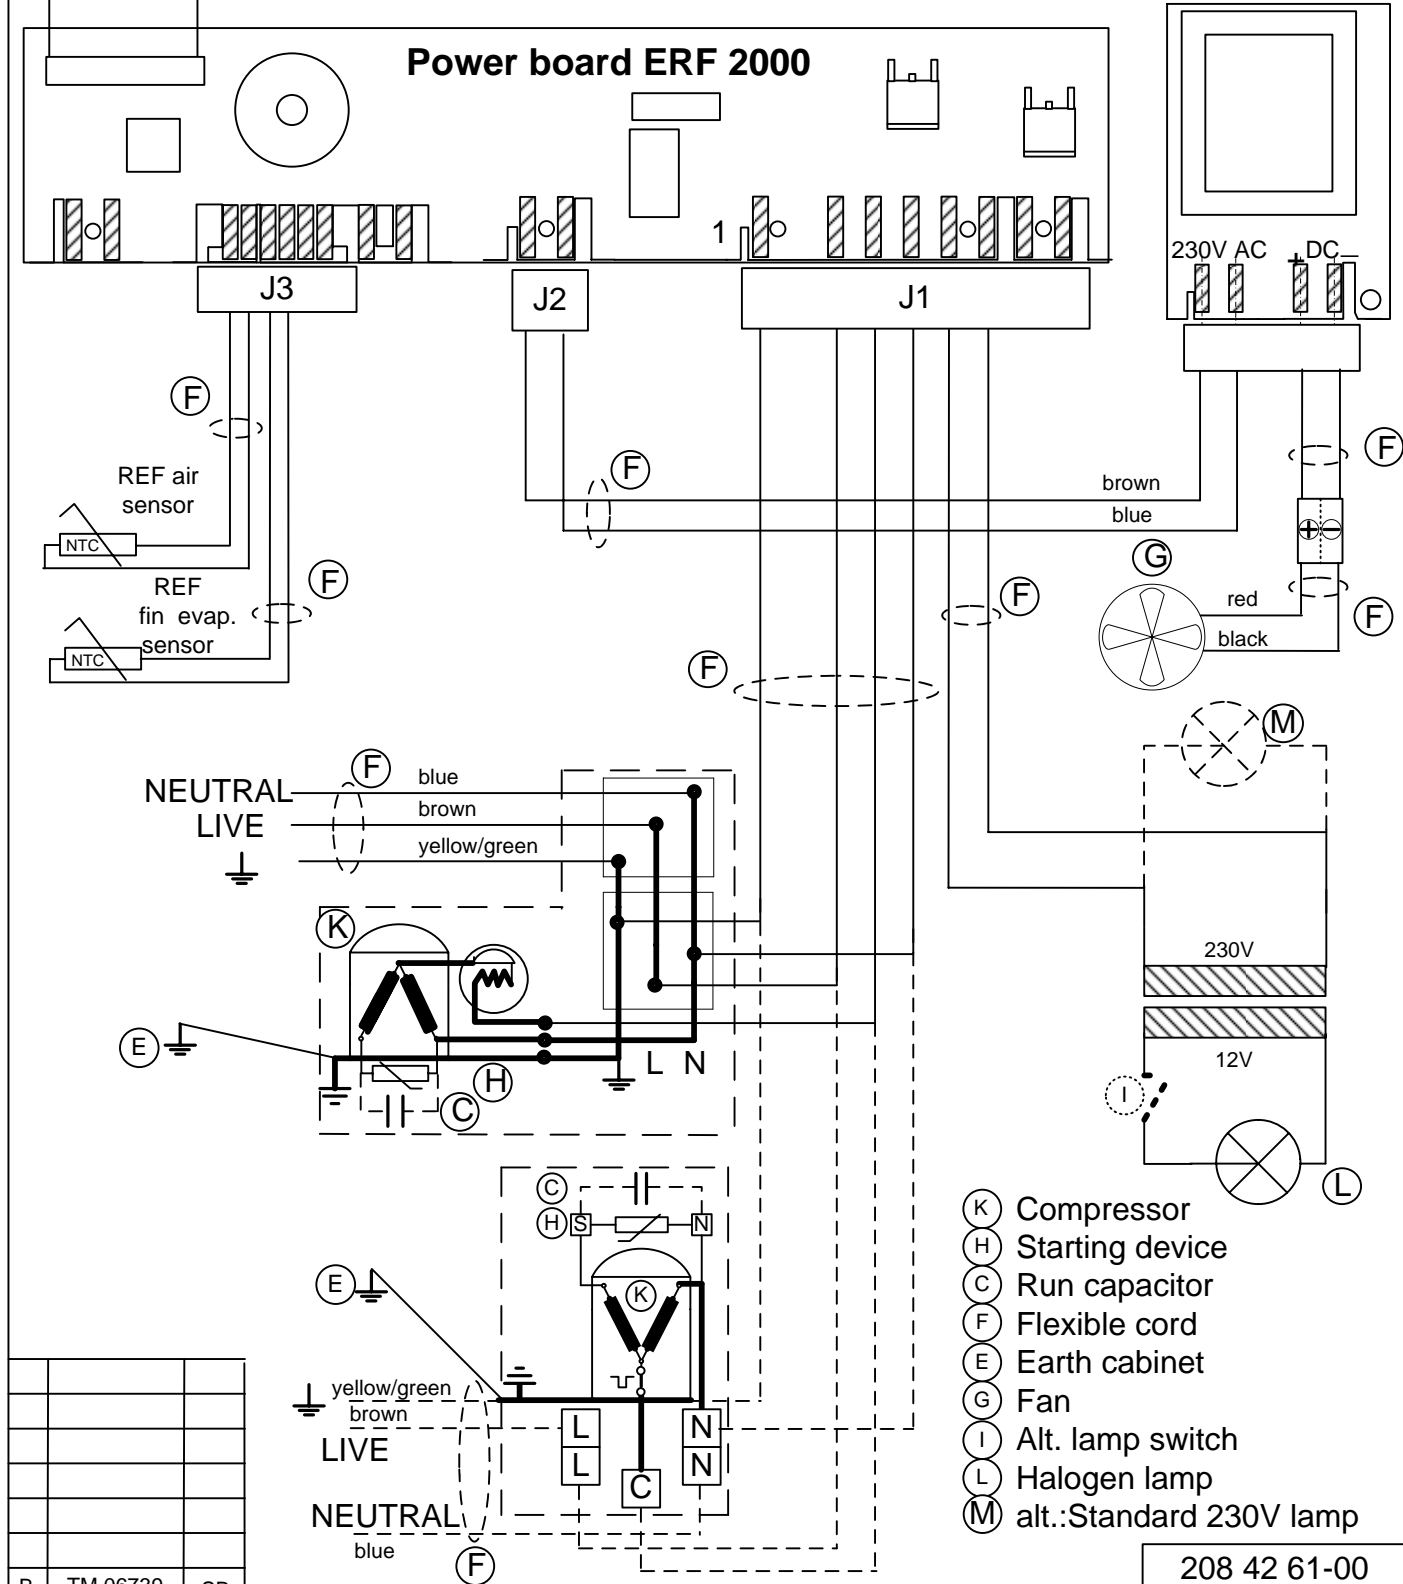 Power board ERF 2000
1
230V AC + DC −
J3
J2
J1
F
F
F
REF air
sensor
brown
blue
NTC
G
+ −
REF
fin evap.
sensor
F
F
red
F
black
NTC
F
M
NEUTRAL
F
blue
brown
LIVE
yellow/green
K
230V
E
L N
12V
H
C
I
L
C
H S N
K
E
yellow/green
brown
LIVE
L
L
N
N
C
NEUTRAL
blue
F
K Compressor
H Starting device
C Run capacitor
F Flexible cord
E Earth cabinet
G Fan
I Alt. lamp switch
L Halogen lamp
M alt.:Standard 230V lamp
208 42 61-00